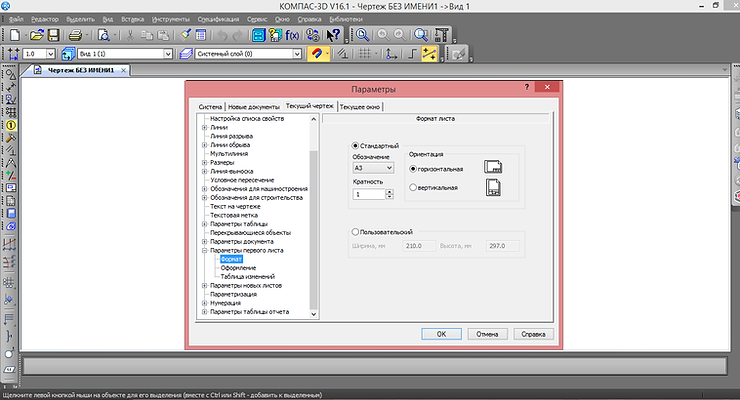 КОМПАС-3D V16.1 - Чертеж БЕЗ ИМЕНИ1 ->Вид 1
Файл Редактор Выделить Вид Вставка Инструменты Спецификация Сервис Окно Справка Библиотеки
1.0 Вид 1 (1) Системный слой (0)
Чертеж БЕЗ ИМЕНИ1
Параметры
Система Новые документы Текущий чертеж Текущее окно
Настройка списка свойств
Линии
Линия разрыва
Линии обрыва
Мультилиния
Размеры
Линия-выноска
Условное пересечение
Обозначения для машиностроения
Обозначения для строительства
Текст на чертеже
Текстовая метка
Параметры таблицы
Перекрывающиеся объекты
Параметры документа
Параметры первого листа
Формат
Оформление
Таблица изменений
Параметры новых листов
Параметризация
Нумерация
Параметры таблицы отчета
Формат листа
Стандартный
Обозначение
A3
Кратность
1
Ориентация
горизонтальная
вертикальная
Пользовательский
Ширина, мм 210.0 Высота, мм 297.0
OK Отмена Справка
Щелкните левой кнопкой мыши на объекте для его выделения (вместе с Ctrl или Shift - добавить к выделенным)